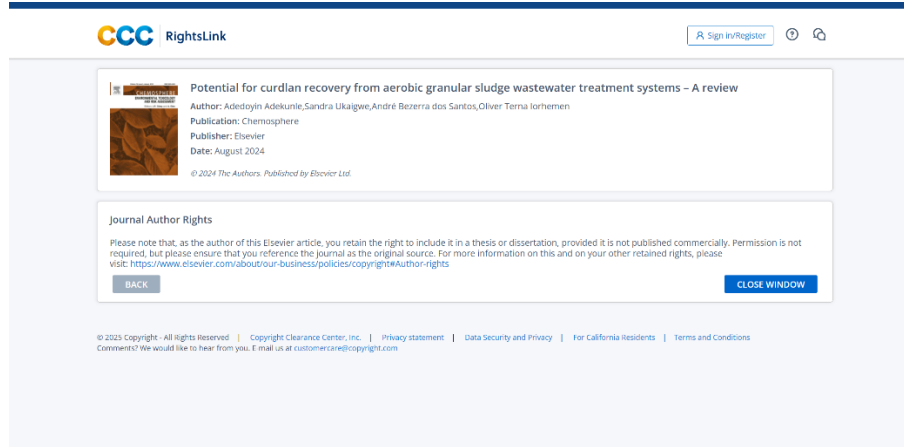 CCC RightsLink
Sign in/Register
CHEMOSPHERE
Potential for curdlan recovery from aerobic granular sludge wastewater treatment systems – A review
Author: Adedoyin Adekunle,Sandra Ukaigwe,André Bezerra dos Santos,Oliver Terna Iorhemen
Publication: Chemosphere
Publisher: Elsevier
Date: August 2024
© 2024 The Authors. Published by Elsevier Ltd.
Journal Author Rights
Please note that, as the author of this Elsevier article, you retain the right to include it in a thesis or dissertation, provided it is not published commercially. Permission is not
required, but please ensure that you reference the journal as the original source. For more information on this and on your other retained rights, please
visit: https://www.elsevier.com/about/our-business/policies/copyright#Author-rights
BACK
CLOSE WINDOW
© 2025 Copyright - All Rights Reserved | Copyright Clearance Center, Inc. | Privacy statement | Data Security and Privacy | For California Residents | Terms and Conditions
Comments? We would like to hear from you. E-mail us at customercare@copyright.com